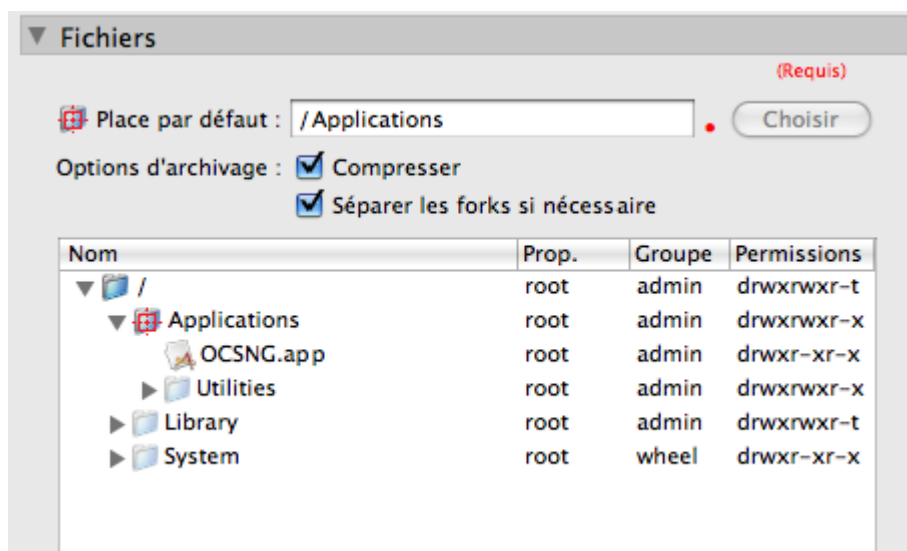 Fichiers
(Requis)
Place par défaut : /Applications Choisir
Options d'archivage : Compresser
Séparer les forks si nécessaire
Nom Prop. Groupe Permissions
/ root admin drwxrwxr-t
Applications root admin drwxrwxr-x
OCSNG.app root admin drwxr-xr-x
Utilities root admin drwxrwxr-x
Library root admin drwxrwxr-t
System root wheel drwxr-xr-x